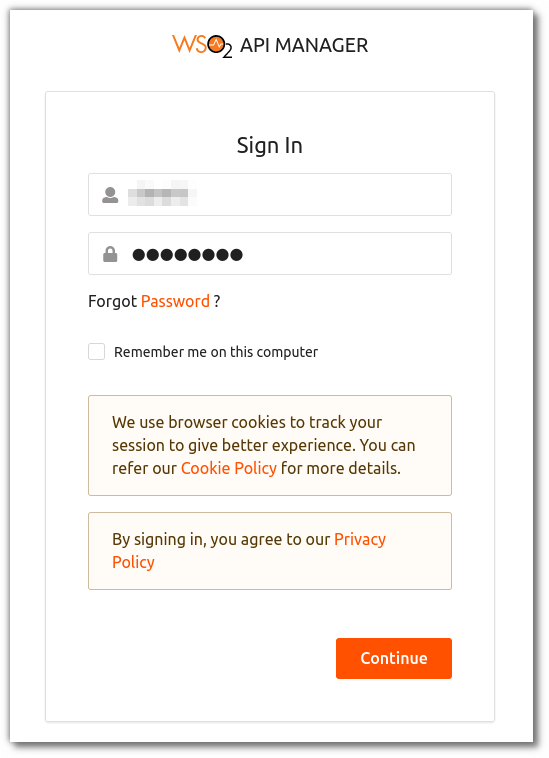 WSO2 API MANAGER
Sign In
●●●●●●●●
Forgot Password ?
Remember me on this computer
We use browser cookies to track your
session to give better experience. You can
refer our Cookie Policy for more details.
By signing in, you agree to our Privacy
Policy
Continue